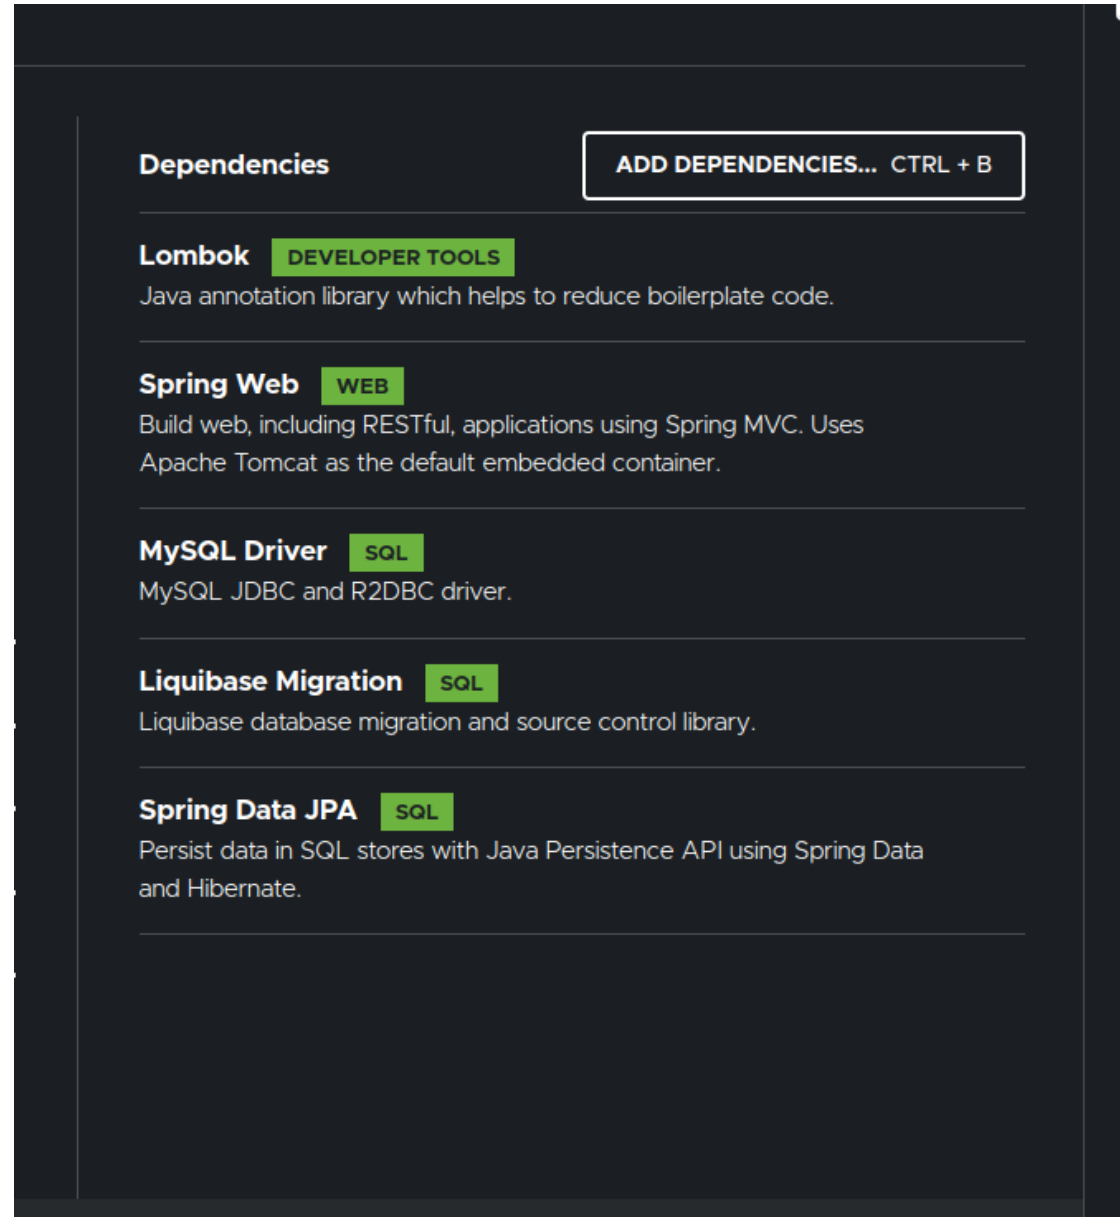 Dependencies
ADD DEPENDENCIES... CTRL + B
Lombok DEVELOPER TOOLS
Java annotation library which helps to reduce boilerplate code.
Spring Web WEB
Build web, including RESTful, applications using Spring MVC. Uses
Apache Tomcat as the default embedded container.
MySQL Driver SQL
MySQL JDBC and R2DBC driver.
Liquibase Migration SQL
Liquibase database migration and source control library.
Spring Data JPA SQL
Persist data in SQL stores with Java Persistence API using Spring Data
and Hibernate.